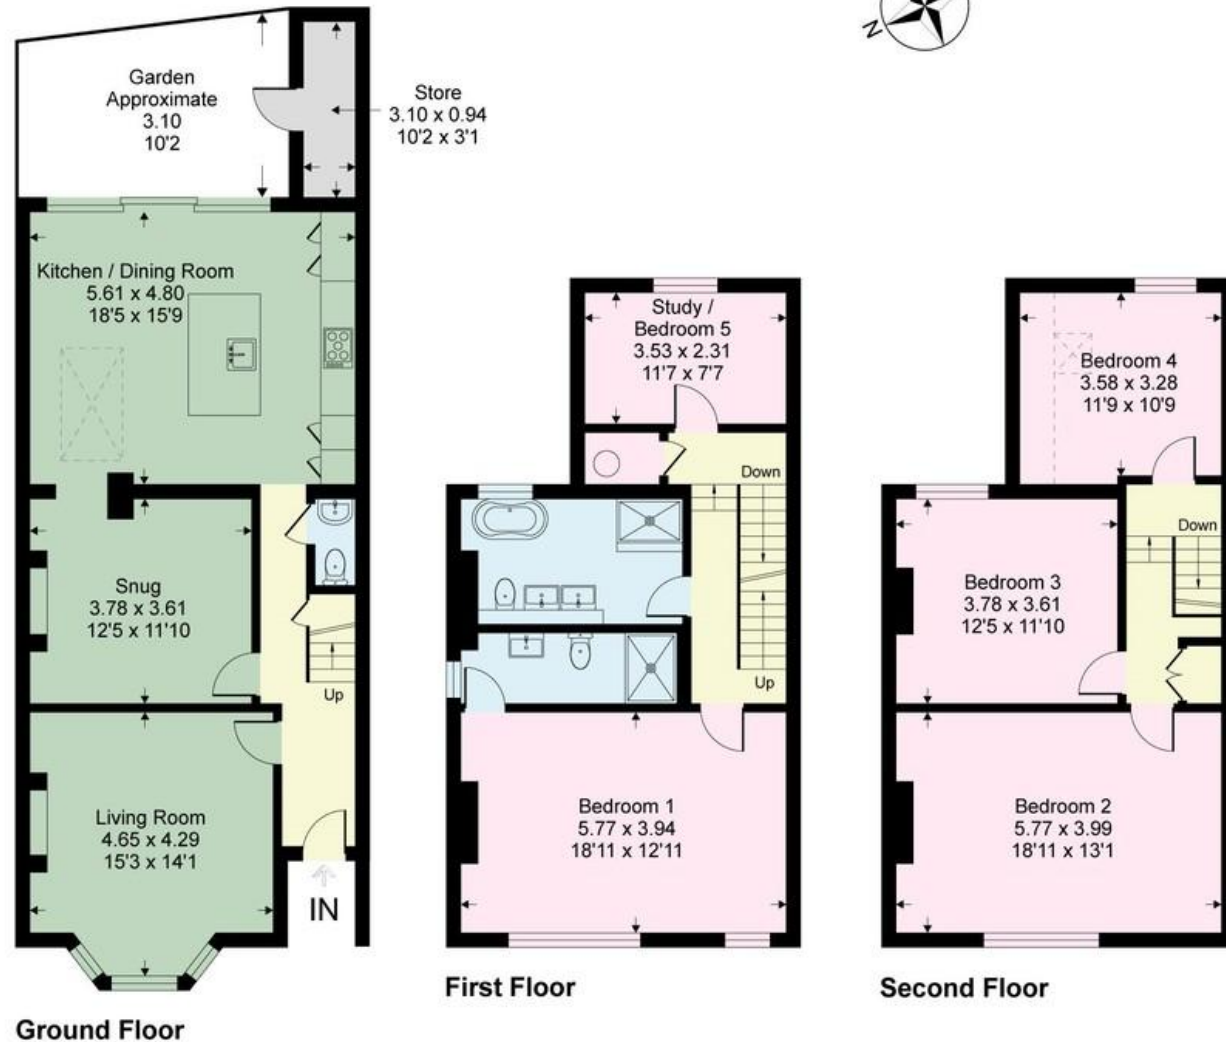 N
Garden
Approximate
3.10
10'2
Store
3.10 x 0.94
10'2 x 3'1
Kitchen / Dining Room
5.61 x 4.80
18'5 x 15'9
Snug
3.78 x 3.61
12'5 x 11'10
Up
Living Room
4.65 x 4.29
15'3 x 14'1
IN
Ground Floor
Study /
Bedroom 5
3.53 x 2.31
11'7 x 7'7
Down
Up
Bedroom 1
5.77 x 3.94
18'11 x 12'11
First Floor
Bedroom 4
3.58 x 3.28
11'9 x 10'9
Down
Bedroom 3
3.78 x 3.61
12'5 x 11'10
Bedroom 2
5.77 x 3.99
18'11 x 13'1
Second Floor